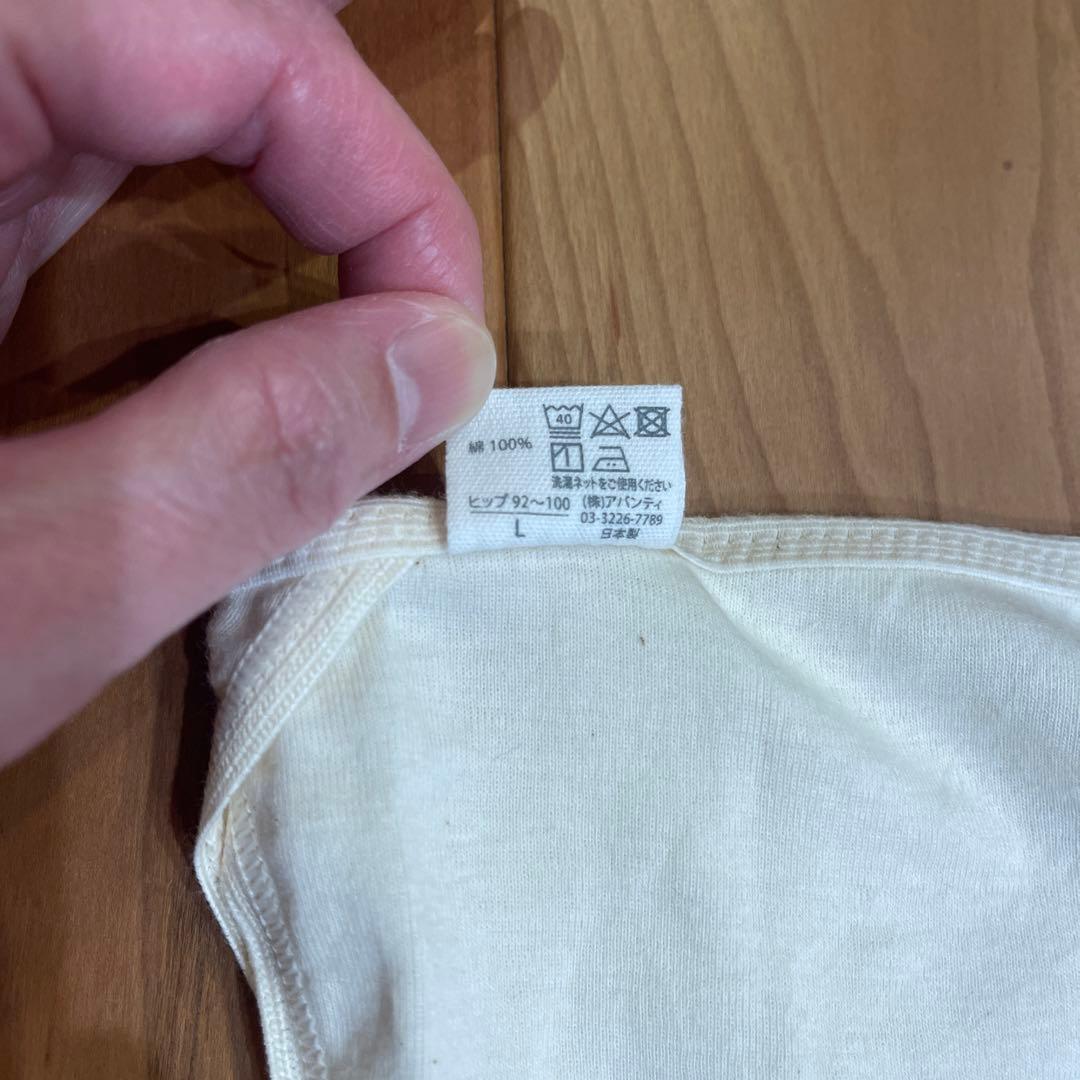 40
綿 100%
洗濯ネットをご使用ください
ヒップ 92〜100
L
(株)アバンティ
03-3226-7789
日本製